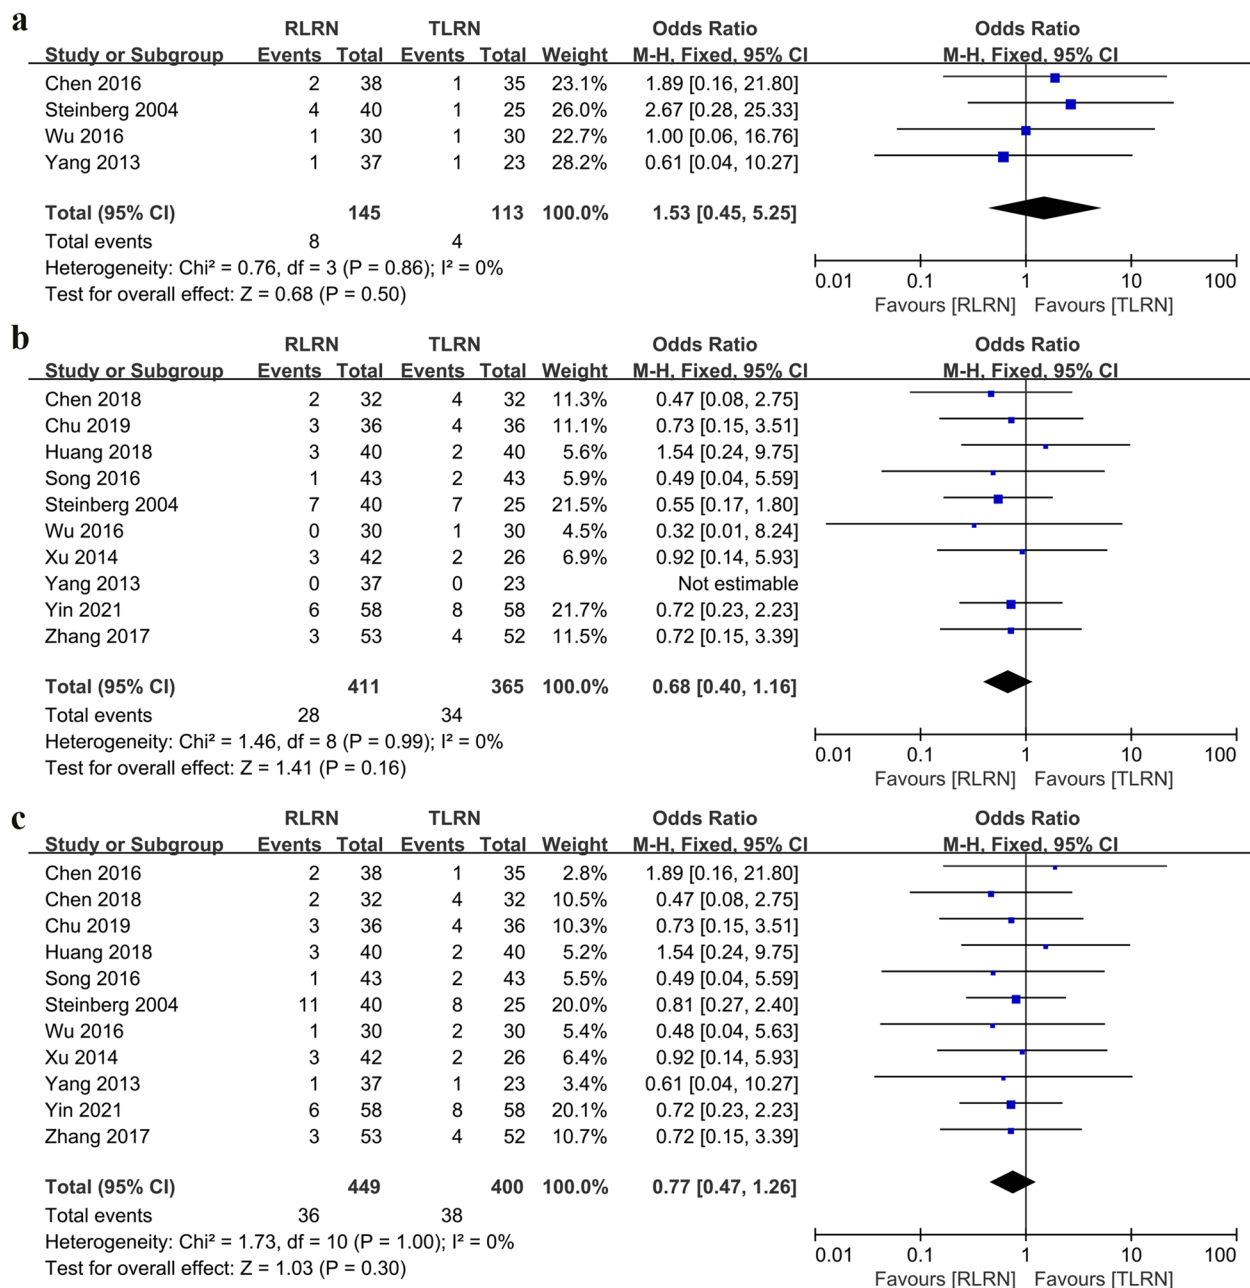 a
RLRN TLRN Odds Ratio Odds Ratio
Study or Subgroup Events Total Events Total Weight M-H, Fixed, 95% CI M-H, Fixed, 95% CI
Chen 2016 2 38 1 35 23.1% 1.89 [0.16, 21.80]
Steinberg 2004 4 40 1 25 26.0% 2.67 [0.28, 25.33]
Wu 2016 1 30 1 30 22.7% 1.00 [0.06, 16.76]
Yang 2013 1 37 1 23 28.2% 0.61 [0.04, 10.27]
Total (95% CI) 145 113 100.0% 1.53 [0.45, 5.25]
Total events 8 4
Heterogeneity: Chi² = 0.76, df = 3 (P = 0.86); I² = 0%
Test for overall effect: Z = 0.68 (P = 0.50)
0.01 0.1 1 10 100
Favours [RLRN] Favours [TLRN]
b
RLRN TLRN Odds Ratio Odds Ratio
Study or Subgroup Events Total Events Total Weight M-H, Fixed, 95% CI M-H, Fixed, 95% CI
Chen 2018 2 32 4 32 11.3% 0.47 [0.08, 2.75]
Chu 2019 3 36 4 36 11.1% 0.73 [0.15, 3.51]
Huang 2018 3 40 2 40 5.6% 1.54 [0.24, 9.75]
Song 2016 1 43 2 43 5.9% 0.49 [0.04, 5.59]
Steinberg 2004 7 40 7 25 21.5% 0.55 [0.17, 1.80]
Wu 2016 0 30 1 30 4.5% 0.32 [0.01, 8.24]
Xu 2014 3 42 2 26 6.9% 0.92 [0.14, 5.93]
Yang 2013 0 37 0 23 Not estimable
Yin 2021 6 58 8 58 21.7% 0.72 [0.23, 2.23]
Zhang 2017 3 53 4 52 11.5% 0.72 [0.15, 3.39]
Total (95% CI) 411 365 100.0% 0.68 [0.40, 1.16]
Total events 28 34
Heterogeneity: Chi² = 1.46, df = 8 (P = 0.99); I² = 0%
Test for overall effect: Z = 1.41 (P = 0.16)
0.01 0.1 1 10 100
Favours [RLRN] Favours [TLRN]
c
RLRN TLRN Odds Ratio Odds Ratio
Study or Subgroup Events Total Events Total Weight M-H, Fixed, 95% CI M-H, Fixed, 95% CI
Chen 2016 2 38 1 35 2.8% 1.89 [0.16, 21.80]
Chen 2018 2 32 4 32 10.5% 0.47 [0.08, 2.75]
Chu 2019 3 36 4 36 10.3% 0.73 [0.15, 3.51]
Huang 2018 3 40 2 40 5.2% 1.54 [0.24, 9.75]
Song 2016 1 43 2 43 5.5% 0.49 [0.04, 5.59]
Steinberg 2004 11 40 8 25 20.0% 0.81 [0.27, 2.40]
Wu 2016 1 30 2 30 5.4% 0.48 [0.04, 5.63]
Xu 2014 3 42 2 26 6.4% 0.92 [0.14, 5.93]
Yang 2013 1 37 1 23 3.4% 0.61 [0.04, 10.27]
Yin 2021 6 58 8 58 20.1% 0.72 [0.23, 2.23]
Zhang 2017 3 53 4 52 10.7% 0.72 [0.15, 3.39]
Total (95% CI) 449 400 100.0% 0.77 [0.47, 1.26]
Total events 36 38
Heterogeneity: Chi² = 1.73, df = 10 (P = 1.00); I² = 0%
Test for overall effect: Z = 1.03 (P = 0.30)
0.01 0.1 1 10 100
Favours [RLRN] Favours [TLRN]